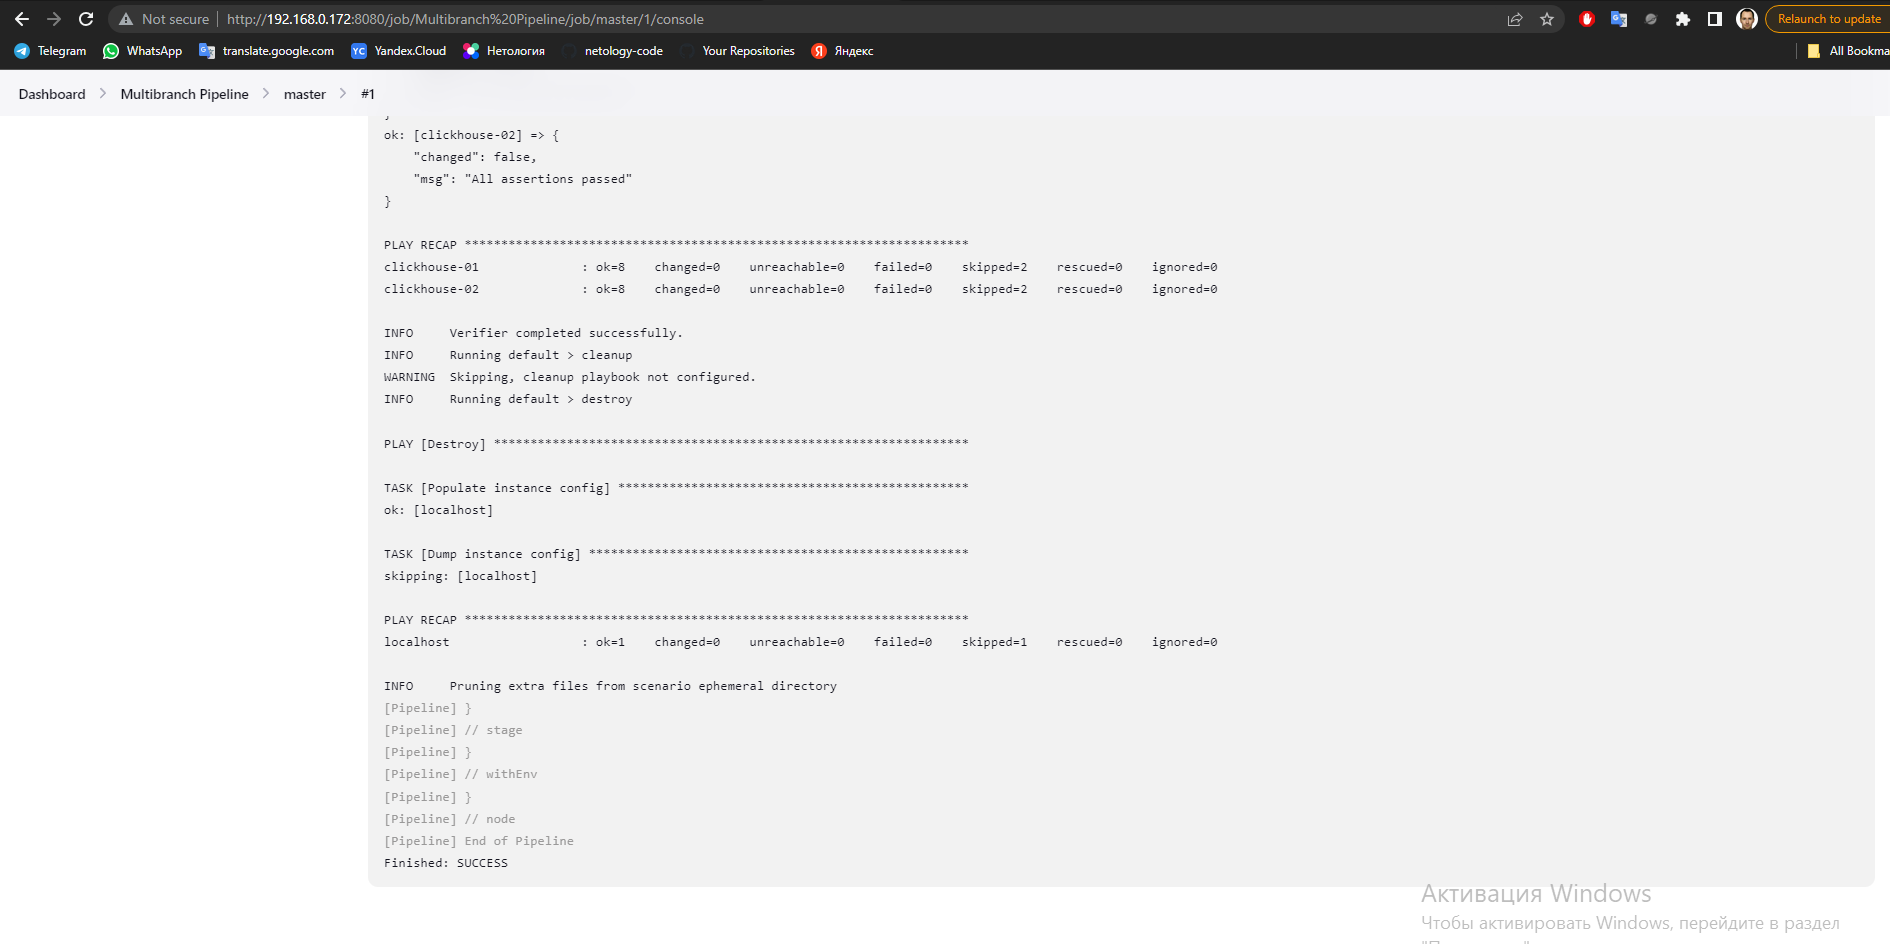 Not secure http://192.168.0.172:8080/job/Multibranch%20Pipeline/job/master/1/console Relaunch to update
Telegram WhatsApp translate.google.com YC Yandex.Cloud Нетология netology-code Your Repositories Я Яндекс All Bookma
Dashboard Multibranch Pipeline master #1
}
ok: [clickhouse-02] => {
    "changed": false,
    "msg": "All assertions passed"
}
PLAY RECAP *********************************************************************
clickhouse-01              : ok=8    changed=0    unreachable=0    failed=0    skipped=2    rescued=0    ignored=0
clickhouse-02              : ok=8    changed=0    unreachable=0    failed=0    skipped=2    rescued=0    ignored=0
INFO     Verifier completed successfully.
INFO     Running default > cleanup
WARNING  Skipping, cleanup playbook not configured.
INFO     Running default > destroy
PLAY [Destroy] *****************************************************************
TASK [Populate instance config] ************************************************
ok: [localhost]
TASK [Dump instance config] ****************************************************
skipping: [localhost]
PLAY RECAP *********************************************************************
localhost                  : ok=1    changed=0    unreachable=0    failed=0    skipped=1    rescued=0    ignored=0
INFO     Pruning extra files from scenario ephemeral directory
[Pipeline] }
[Pipeline] // stage
[Pipeline] }
[Pipeline] // withEnv
[Pipeline] }
[Pipeline] // node
[Pipeline] End of Pipeline
Finished: SUCCESS
Активация Windows
Чтобы активировать Windows, перейдите в раздел